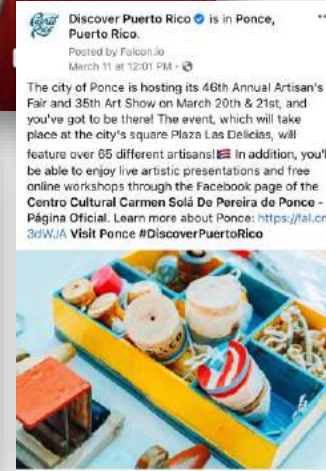 Discover Puerto Rico is in Ponce,
Puerto Rico.
Posted by Falcon.io
March 11 at 12:01 PM ·
The city of Ponce is hosting its 46th Annual Artisan's
Fair and 35th Art Show on March 20th & 21st, and
you've got to be there! The event, which will take
place at the city's square Plaza Las Delicias, will
feature over 65 different artisans! In addition, you'l
be able to enjoy live artistic presentations and free
online workshops through the Facebook page of the
Centro Cultural Carmen Solá De Pereira de Ponce -
Página Oficial. Learn more about Ponce: https://fal.cn
3dWJA Visit Ponce #DiscoverPuertoRico